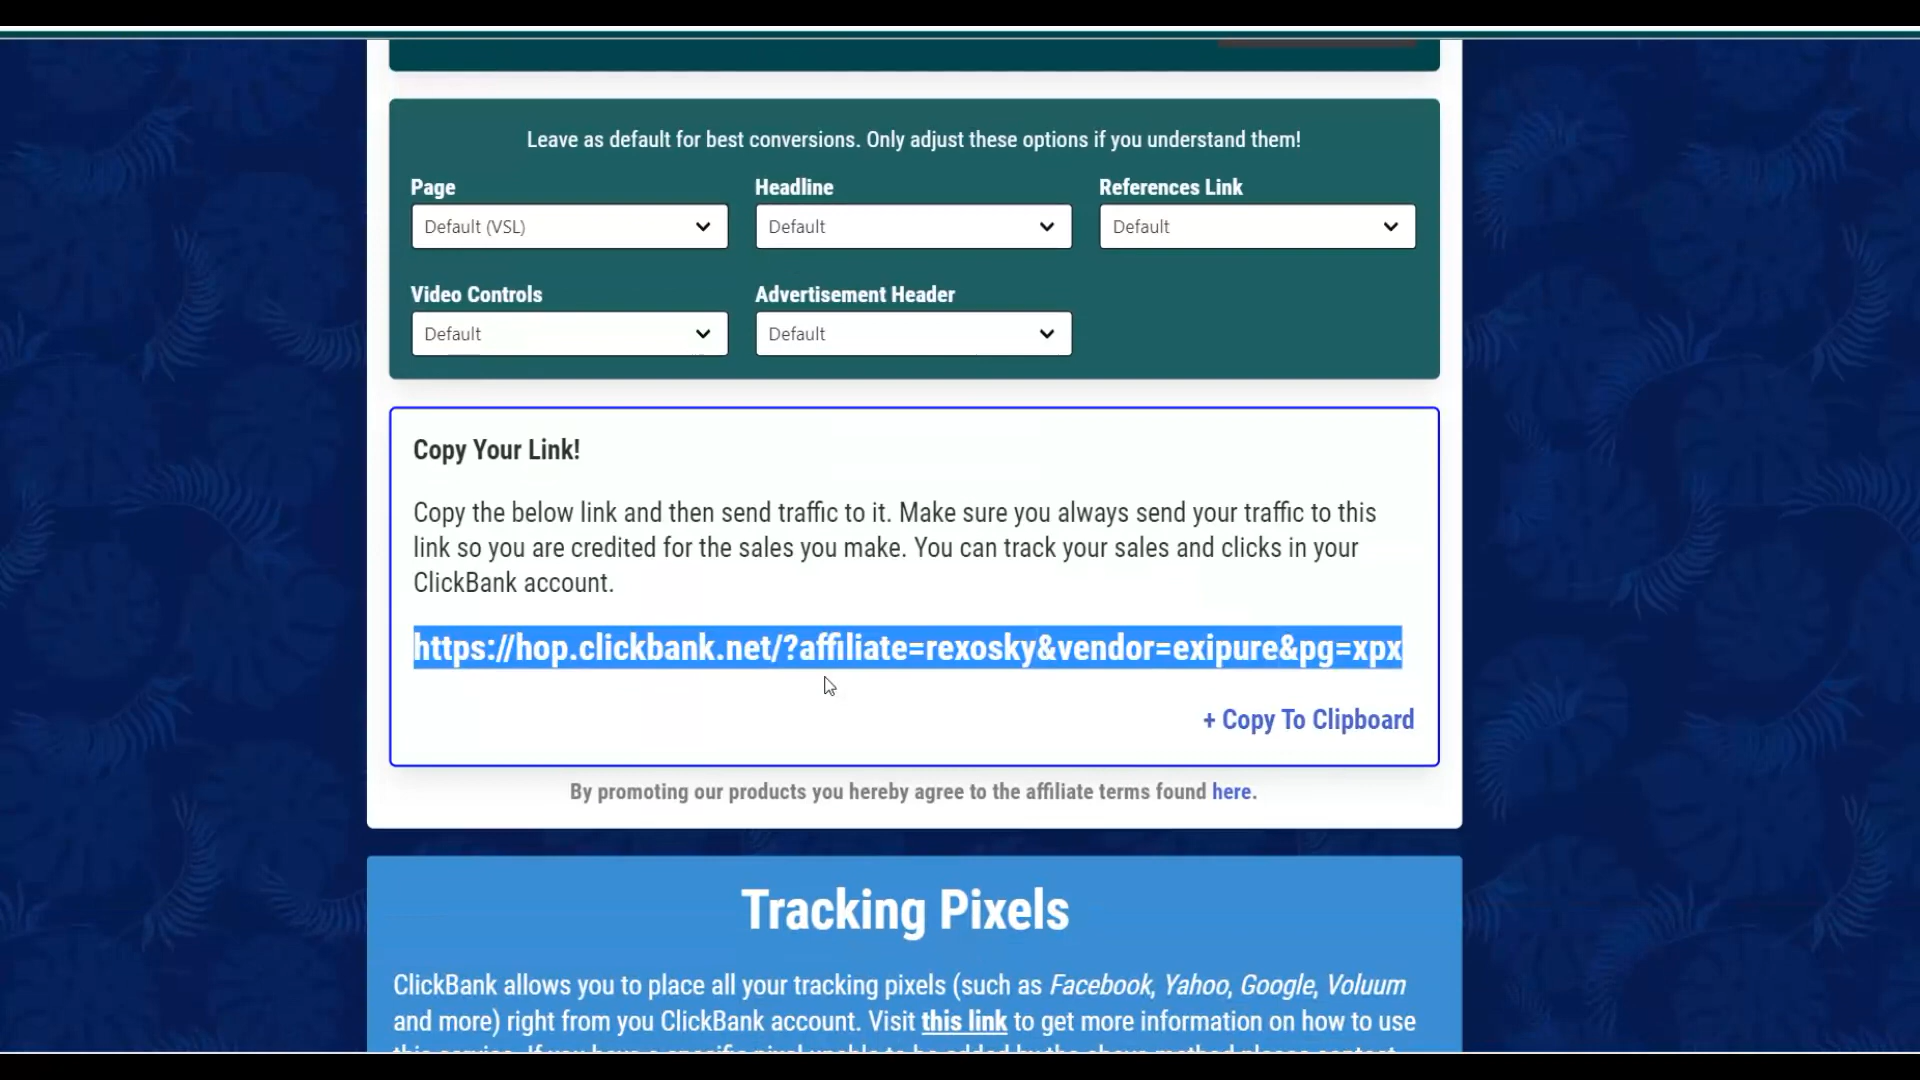 Leave as default for best conversions. Only adjust these options if you understand them!
Page
Headline
References Link
Default (VSL)
Default
Default
Video Controls
Advertisement Header
Default
Default
Copy Your Link!
Copy the below link and then send traffic to it. Make sure you always send your traffic to this
link so you are credited for the sales you make. You can track your sales and clicks in your
ClickBank account.
https://hop.clickbank.net/?affiliate=rexosky&vendor=exipure&pg=xpx
+ Copy To Clipboard
By promoting our products you hereby agree to the affiliate terms found here.
Tracking Pixels
ClickBank allows you to place all your tracking pixels (such as Facebook, Yahoo, Google, Voluum
and more) right from you ClickBank account. Visit this link to get more information on how to use